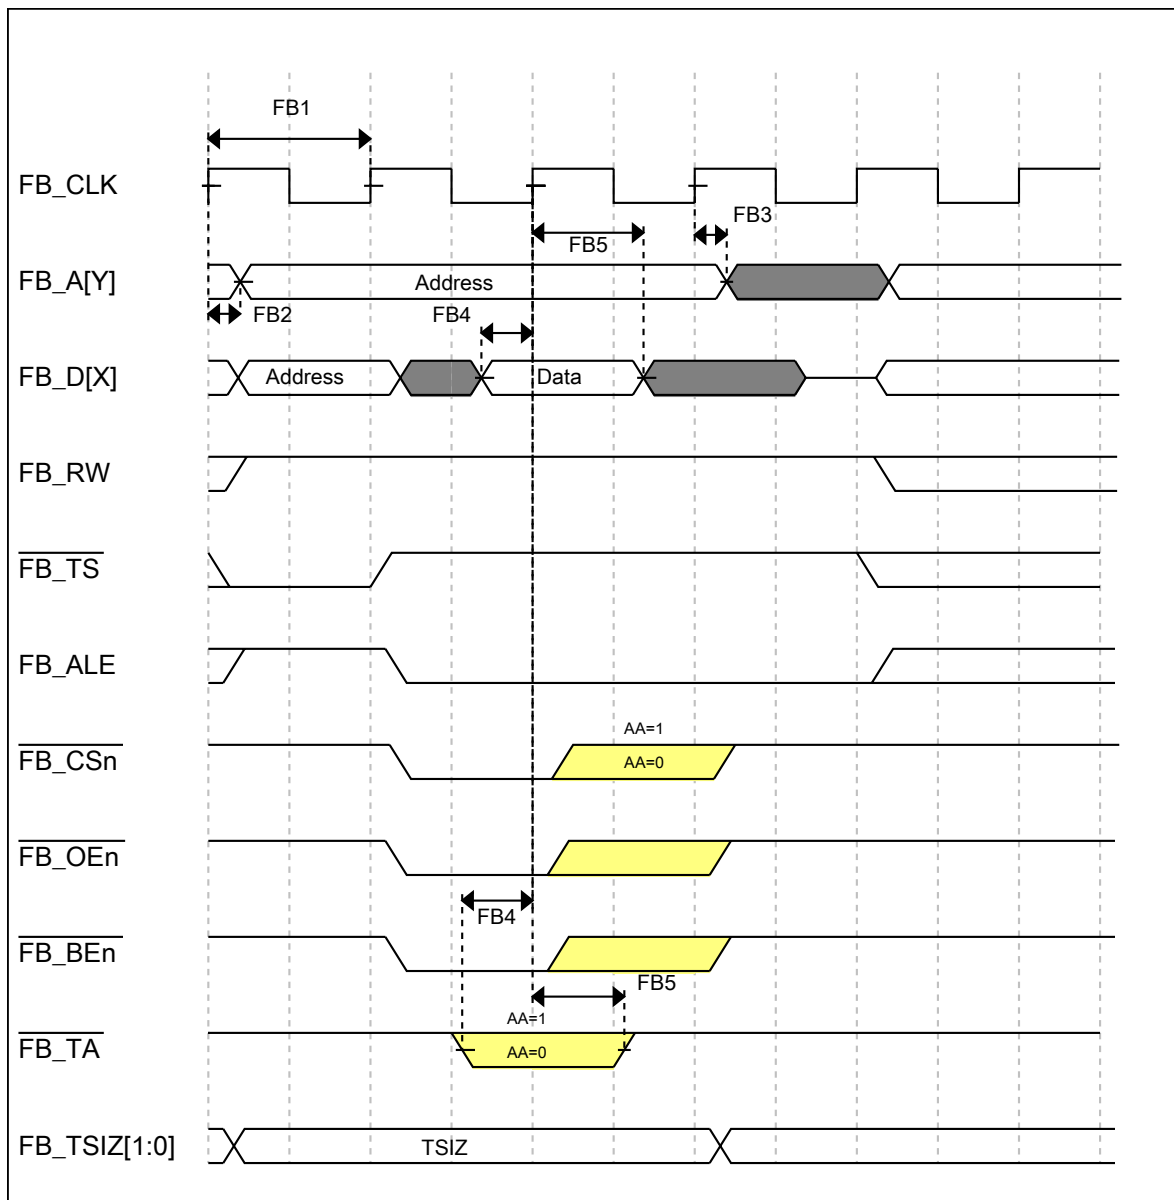 FB1
FB_CLK
FB3
FB5
FB_A[Y]
Address
FB2
FB4
FB_D[X]
Address
Data
FB_RW
FB_TS
FB_ALE
AA=1
FB_CSn
AA=0
FB_OEn
FB4
FB_BEn
FB5
AA=1
FB_TA
AA=0
FB_TSIZ[1:0]
TSIZ